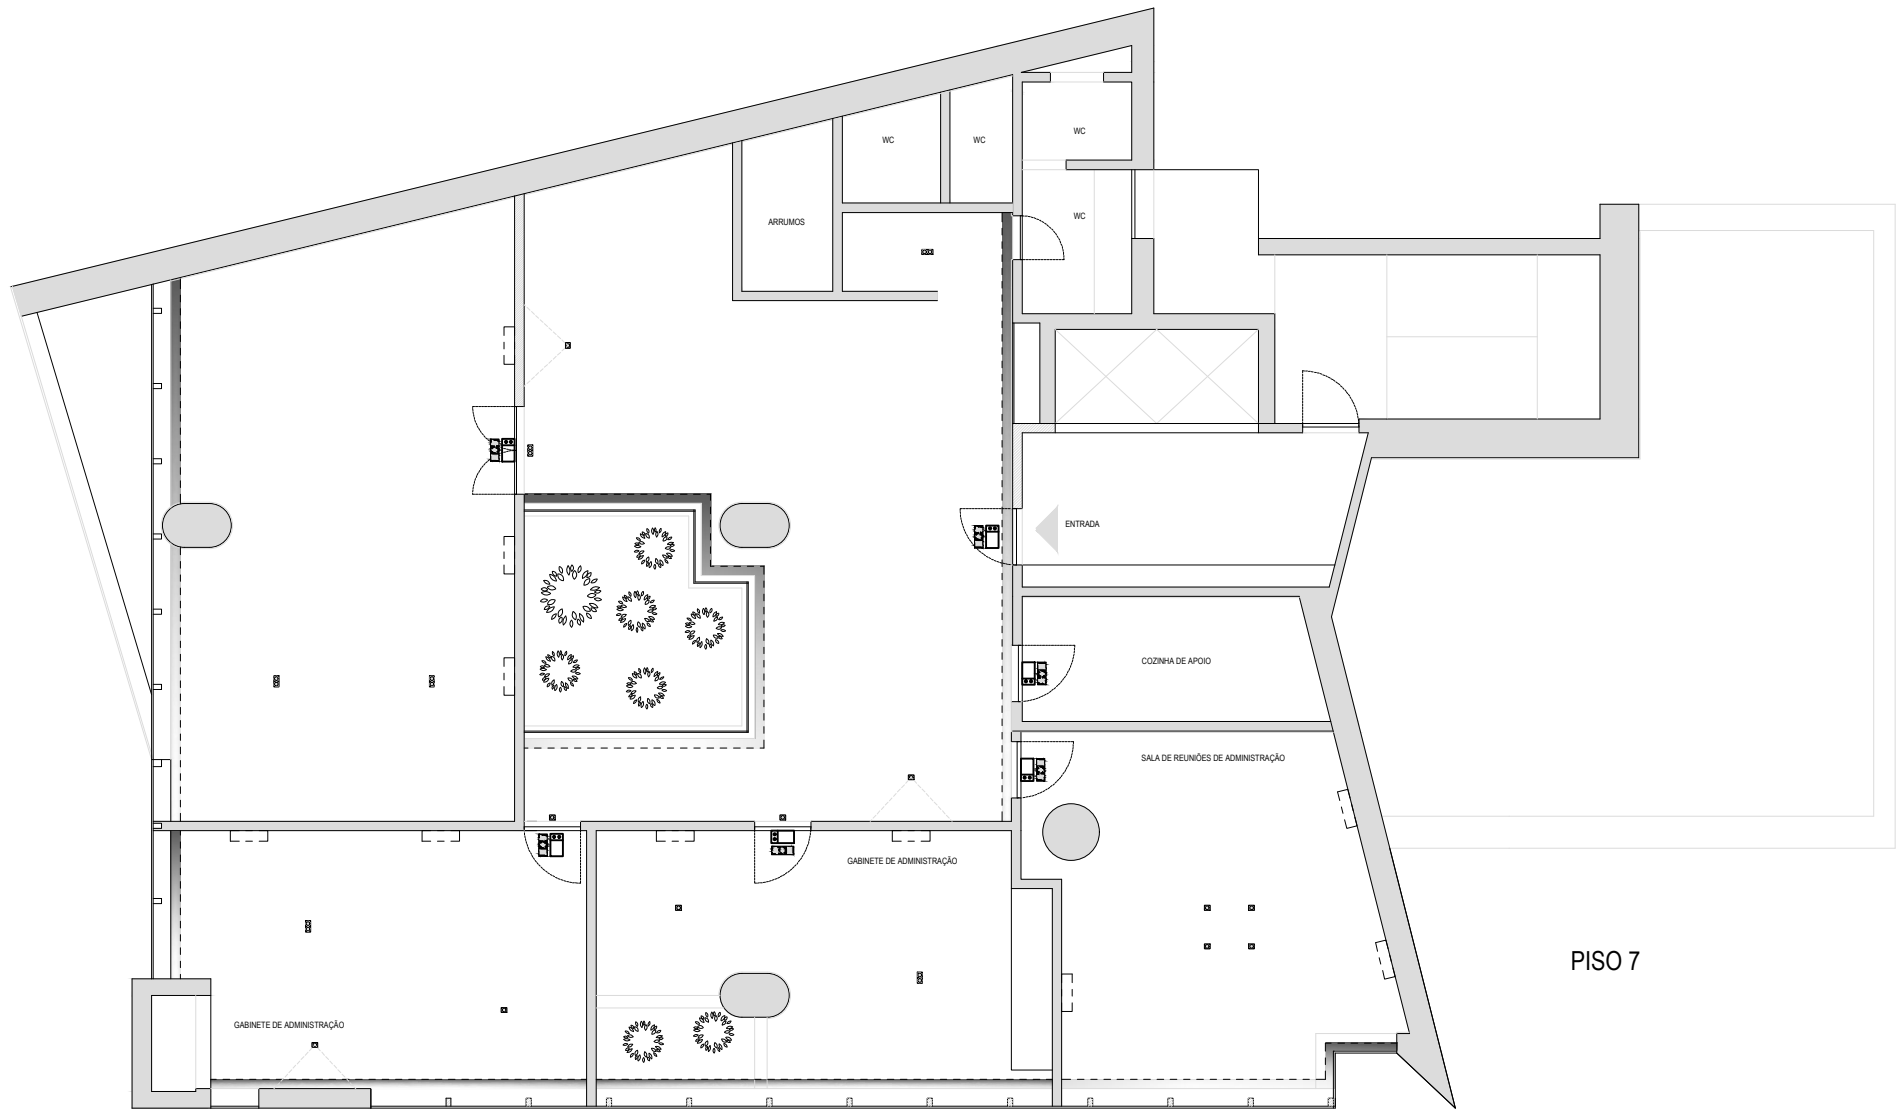 WC
WC
WC
WC
ARRUMOS
ENTRADA
COZINHA DE APOIO
SALA DE REUNIÕES DE ADMINISTRAÇÃO
GABINETE DE ADMINISTRAÇÃO
PISO 7
GABINETE DE ADMINISTRAÇÃO